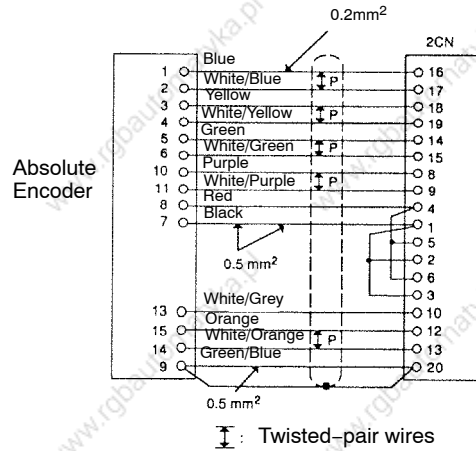 0.2mm²
2CN
Blue
1 16
White/Blue P
2 17
Yellow
3 18
White/Yellow P
4 19
Green
5 14
White/Green P
6 15
Purple
10 8
White/Purple P
11 9
Red
8 4
Black
7 1
Absolute
Encoder
5
0.5 mm²
2
6
3
White/Grey
13 10
Orange
15 12
White/Orange P
14 13
Green/Blue
9 20
0.5 mm²
: Twisted-pair wires
www.rgbautomatyka.pl